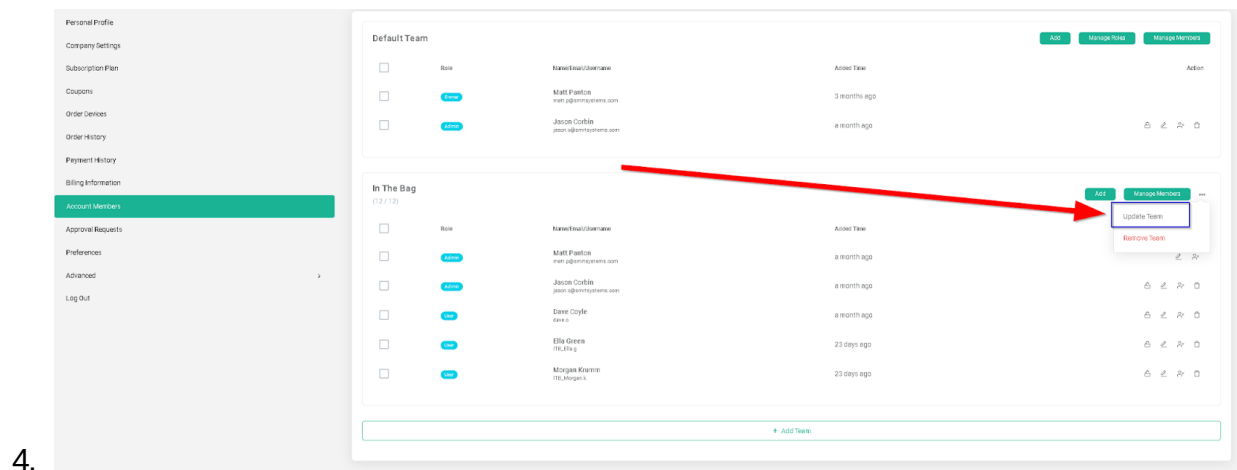 Personal Profile
Company Settings
Subscription Plan
Coupons
Order Devices
Order History
Payment History
Billing Information
Account Members
Approval Requests
Preferences
Advanced
Log Out
Default Team
Add Manage Roles Manage Members
Role Name/Email/Username Added Time Action
Owner Matt Panton 3 months ago
matt.p@smmtsystems.com
Admin Jason Corbin a month ago
In The Bag
(12 / 12)
Add Manage Members ...
Update Team
Remove Team
Role Name/Email/Username Added Time
Admin Matt Panton a month ago
Admin Jason Corbin a month ago
User Dave Coyle a month ago
dave.c
User Ella Green 23 days ago
ITB_Ella.g
User Morgan Kramm 23 days ago
ITB_Morgan.k
+ Add Team
4.